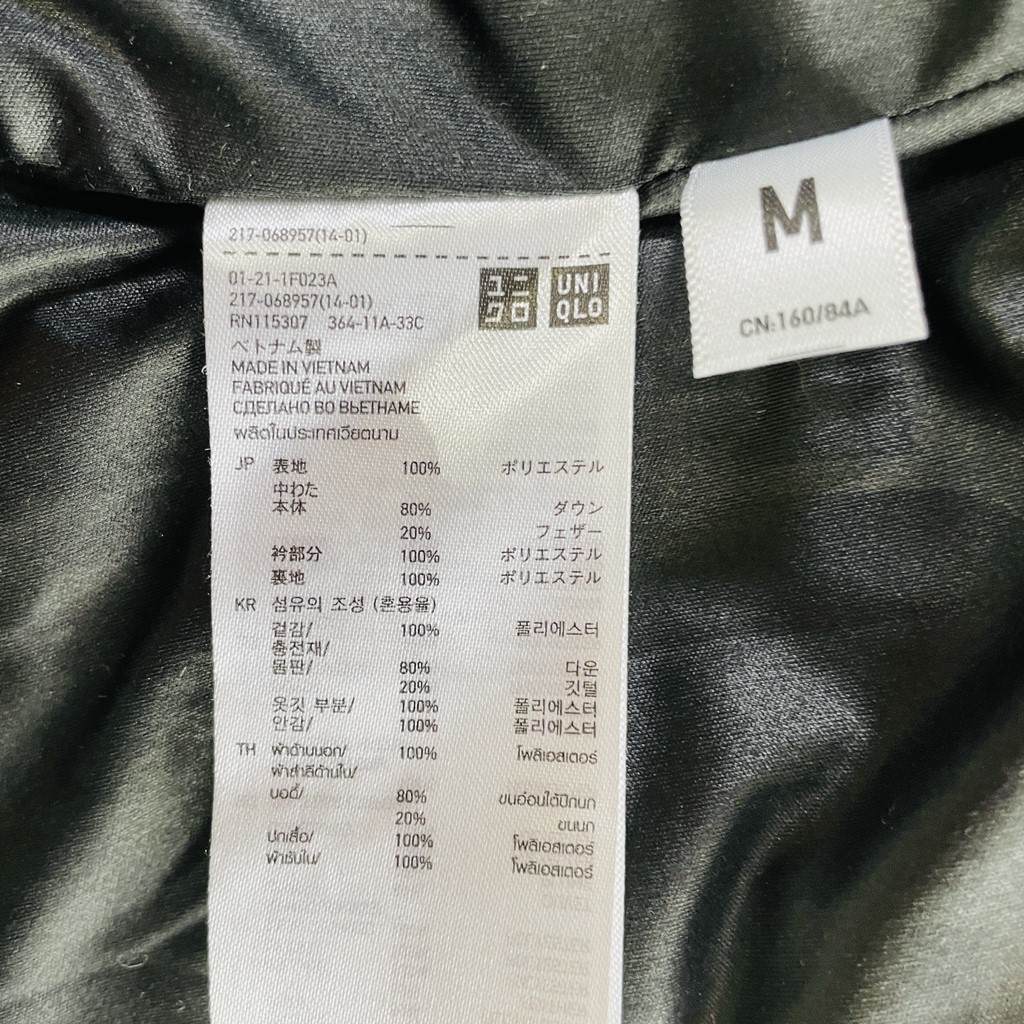 217-068957(14-01)
01-21-1F023A
217-068957(14-01)
RN115307 364-11A-33C
ユニクロ
UNIQLO
M
CN:160/84A
ベトナム製
MADE IN VIETNAM
FABRIQUÉ AU VIETNAM
СДЕЛАНО ВО ВЬЕТНАМЕ
ผลิตในประเทศเวียดนาม
JP 表地 100% ポリエステル
中わた
本体 80% ダウン
20% フェザー
衿部分 100% ポリエステル
裏地 100% ポリエステル
KR 섬유의 조성 (혼용율)
겉감/ 100% 폴리에스터
충전재/
몸판/ 80% 다운
20% 깃털
옷깃 부분/ 100% 폴리에스터
안감/ 100% 폴리에스터
TH ผ้าด้านนอก/ 100% โพลิเอสเตอร์
ผ้าสำลีด้านใน/
บอดี้/ 80% ขนอ่อนใต้ปีกนก
20% ขนนก
ปกเสื้อ/ 100% โพลิเอสเตอร์
ผ้าซับใน/ 100% โพลิเอสเตอร์